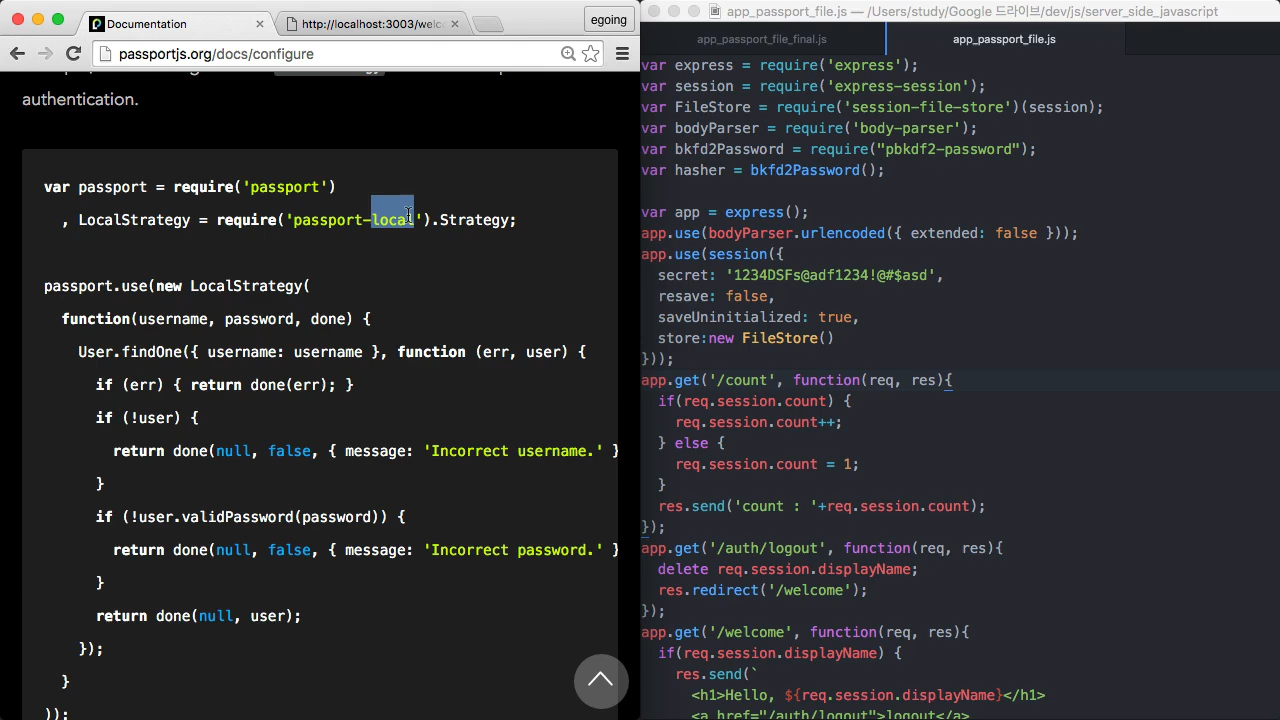 Documentation
http://localhost:3003/welc
egoing
passportjs.org/docs/configure
authentication.
var passport = require('passport')
, LocalStrategy = require('passport-local').Strategy;
passport.use(new LocalStrategy(
function(username, password, done) {
User.findOne({ username: username }, function (err, user) {
if (err) { return done(err); }
if (!user) {
return done(null, false, { message: 'Incorrect username.' }
}
if (!user.validPassword(password)) {
return done(null, false, { message: 'Incorrect password.' }
}
return done(null, user);
});
}
));
app_passport_file.js — /Users/study/Google 드라이브/dev/js/server_side_javascript
app_passport_file_final.js
app_passport_file.js
var express = require('express');
var session = require('express-session');
var FileStore = require('session-file-store')(session);
var bodyParser = require('body-parser');
var bkfd2Password = require("pbkdf2-password");
var hasher = bkfd2Password();
var app = express();
app.use(bodyParser.urlencoded({ extended: false }));
app.use(session({
secret: '1234DSFs@adf1234!@#$asd',
resave: false,
saveUninitialized: true,
store:new FileStore()
}));
app.get('/count', function(req, res){
if(req.session.count) {
req.session.count++;
} else {
req.session.count = 1;
}
res.send('count : '+req.session.count);
});
app.get('/auth/logout', function(req, res){
delete req.session.displayName;
res.redirect('/welcome');
});
app.get('/welcome', function(req, res){
if(req.session.displayName) {
res.send(`
<h1>Hello, ${req.session.displayName}</h1>
<a href="/auth/logout">logout</a>